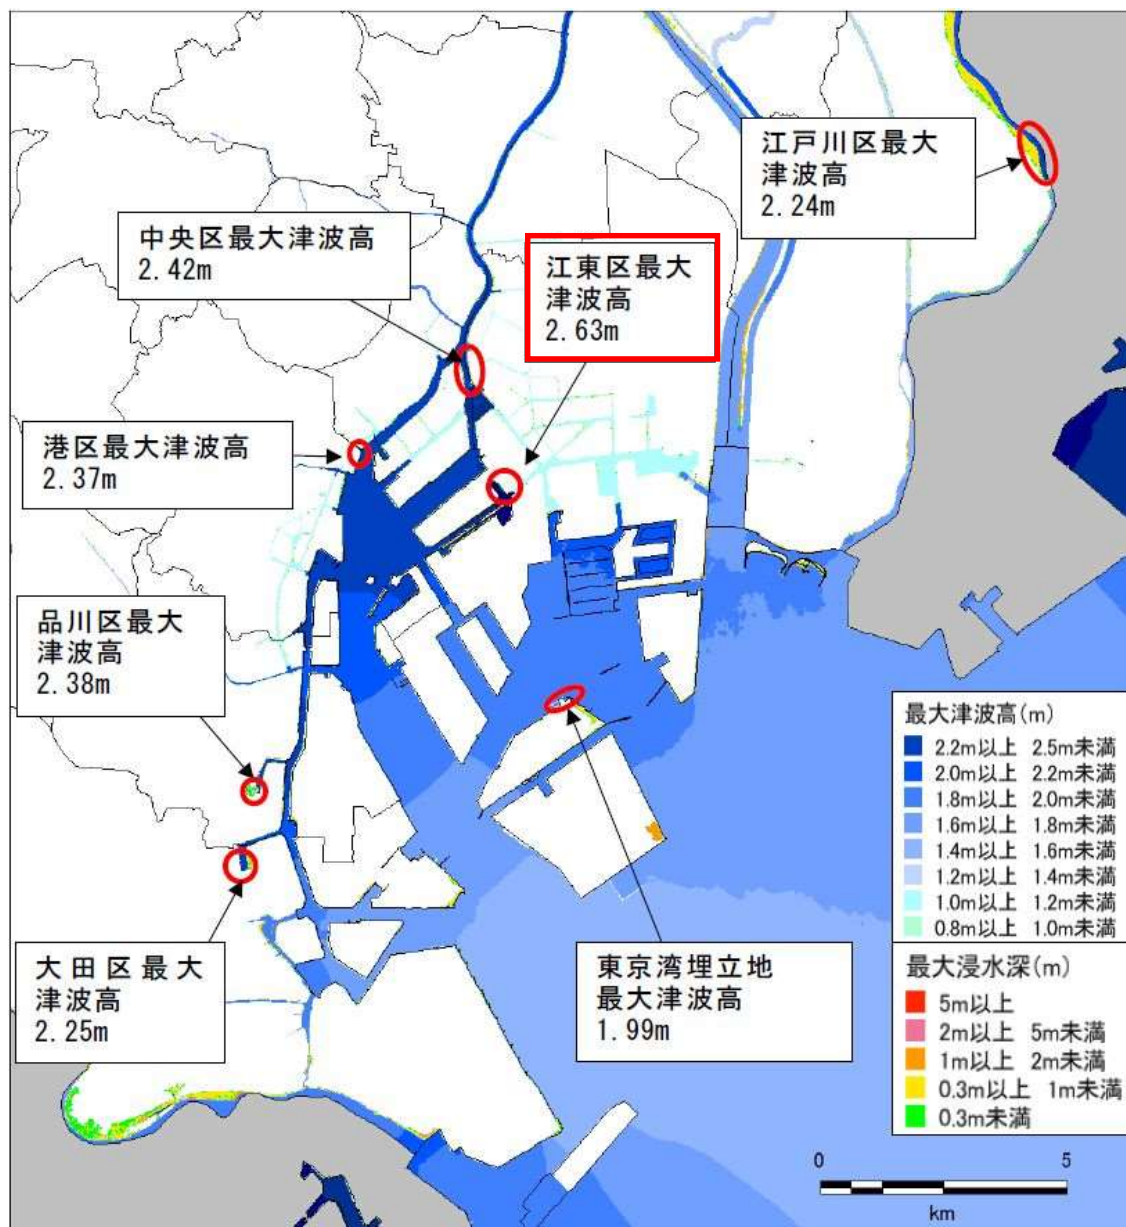 江戸川区最大
津波高
2.24m
中央区最大津波高
2.42m
江東区最大
津波高
2.63m
港区最大津波高
2.37m
品川区最大
津波高
2.38m
大田区最大
津波高
2.25m
東京湾埋立地
最大津波高
1.99m
最大津波高(m)
2.2m以上 2.5m未満
2.0m以上 2.2m未満
1.8m以上 2.0m未満
1.6m以上 1.8m未満
1.4m以上 1.6m未満
1.2m以上 1.4m未満
1.0m以上 1.2m未満
0.8m以上 1.0m未満
最大浸水深(m)
5m以上
2m以上 5m未満
1m以上 2m未満
0.3m以上 1m未満
0.3m未満
0 5
km